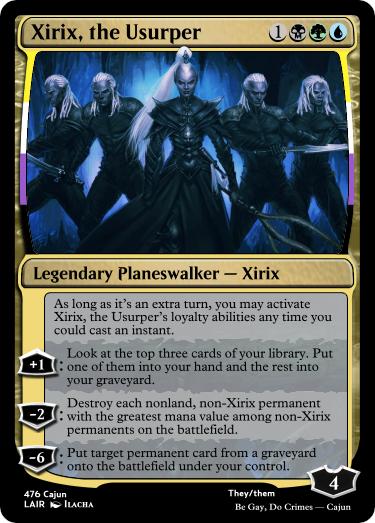 Xirix, the Usurper 1
Legendary Planeswalker — Xirix
As long as it's an extra turn, you may activate
Xirix, the Usurper's loyalty abilities any time you
could cast an instant.
+1 : Look at the top three cards of your library. Put
one of them into your hand and the rest into
your graveyard.
-2 : Destroy each nonland, non-Xirix permanent
with the greatest mana value among non-Xirix
permanents on the battlefield.
-6 : Put target permanent card from a graveyard
onto the battlefield under your control.
4
476 Cajun
LAIR ILACHA
They/them
Be Gay, Do Crimes — Cajun